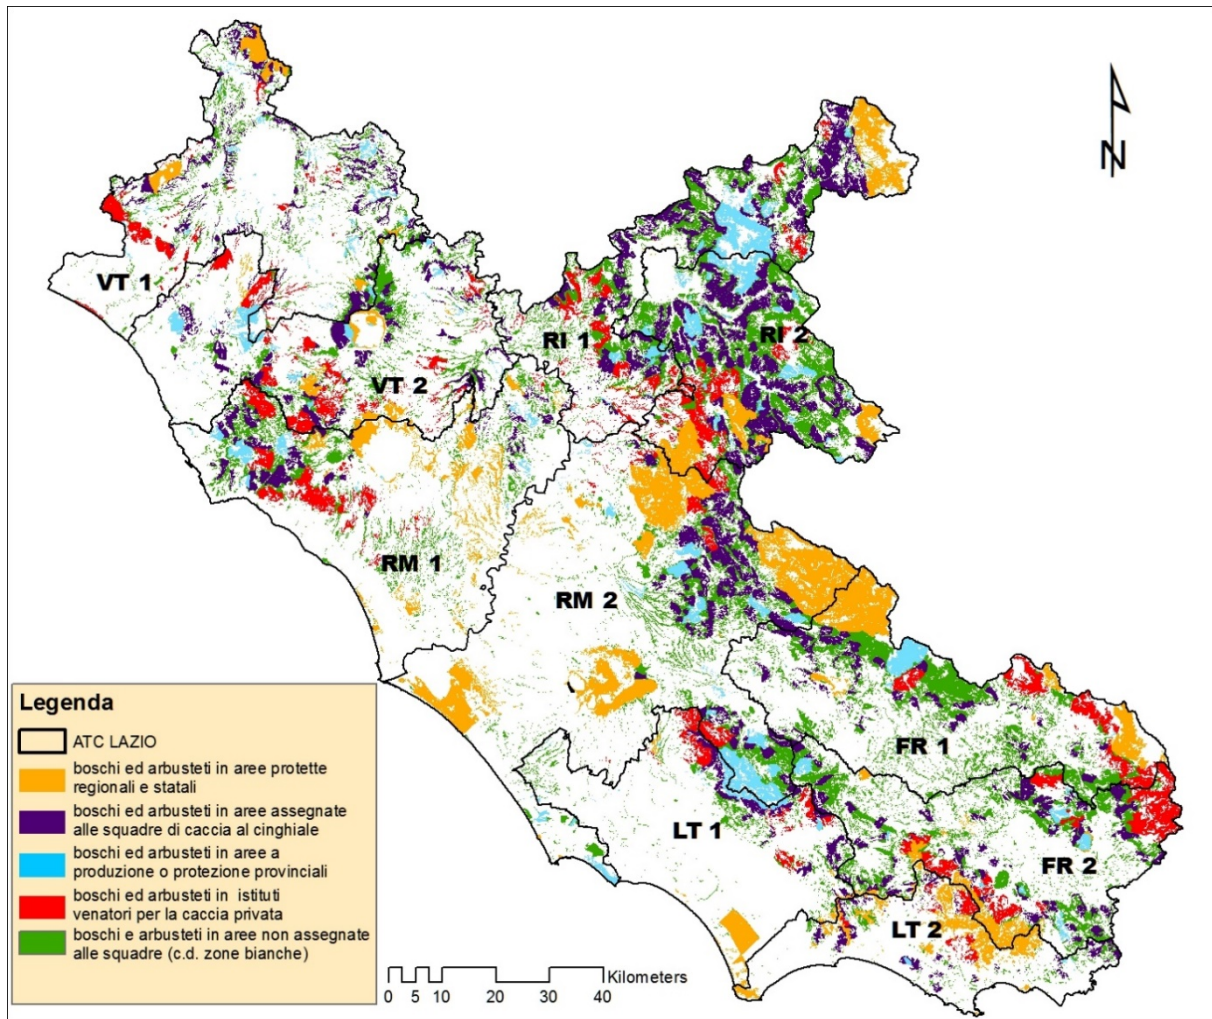 N
VT 1
RI 1
RI 2
VT 2
RM 1
RM 2
FR 1
LT 1
FR 2
LT 2
Legenda
ATC LAZIO
boschi ed arbusteti in aree protette
regionali e statali
boschi ed arbusteti in aree assegnate
alle squadre di caccia al cinghiale
boschi ed arbusteti in aree a
produzione o protezione provinciali
boschi ed arbusteti in istituti
venatori per la caccia privata
boschi e arbusteti in aree non assegnate
alle squadre (c.d. zone bianche)
Kilometers
0 5 10 20 30 40